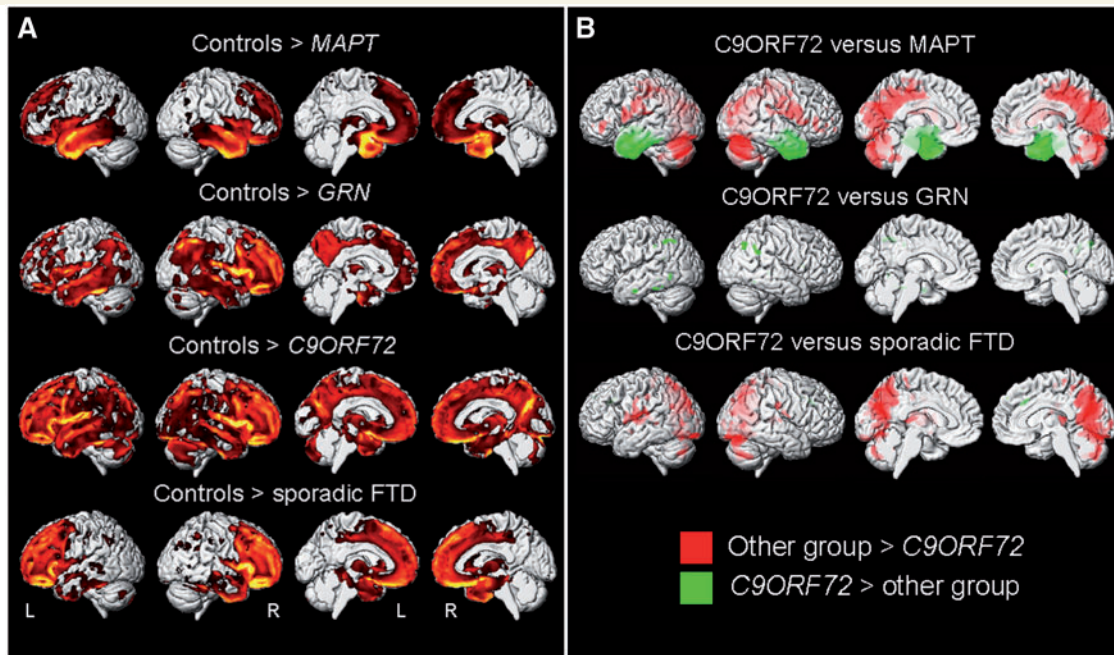 A
Controls > MAPT
Controls > GRN
Controls > C9ORF72
Controls > sporadic FTD
L R L R
B
C9ORF72 versus MAPT
C9ORF72 versus GRN
C9ORF72 versus sporadic FTD
Other group > C9ORF72
C9ORF72 > other group